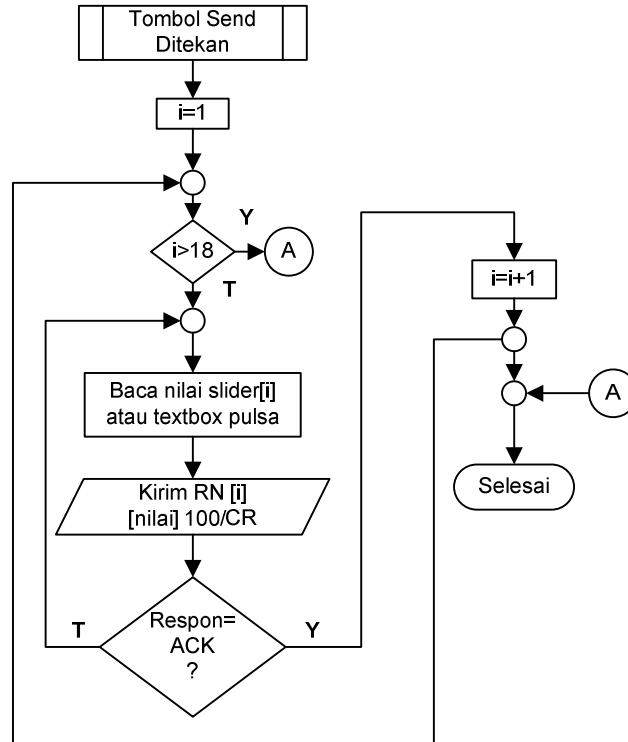 Tombol Send
Ditekan
i=1
Y
i>18
A
T
Baca nilai slider[i]
atau textbox pulsa
Kirim RN [i]
[nilai] 100/CR
T
Respon=
ACK
?
Y
i=i+1
A
Selesai